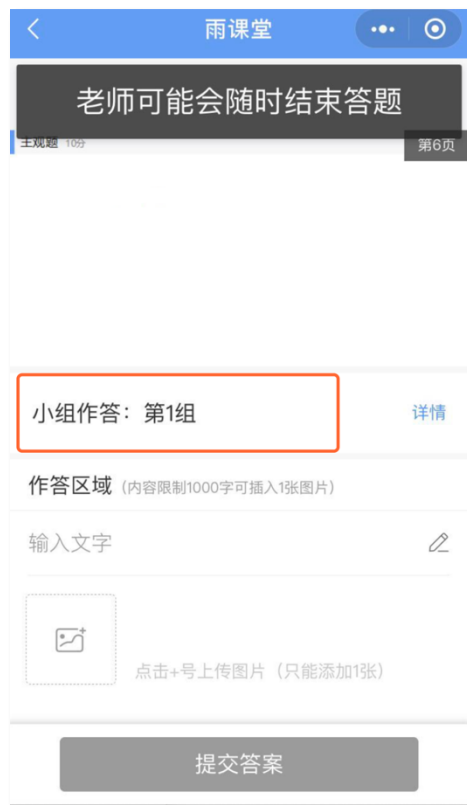 雨课堂
老师可能会随时结束答题
主观题 10分
第6页
小组作答：第1组
详情
作答区域（内容限制1000字可插入1张图片）
输入文字
点击+号上传图片（只能添加1张）
提交答案